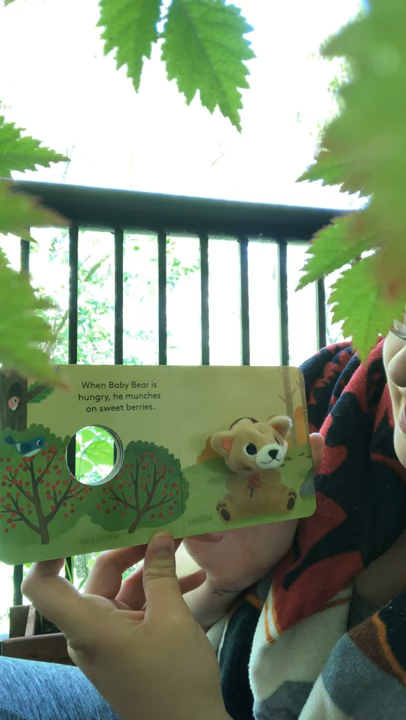 When Baby Bear is
hungry, he munches
on sweet berries.